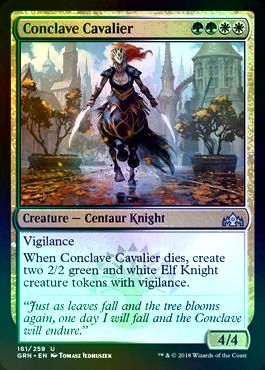 Conclave Cavalier
Creature — Centaur Knight
Vigilance
When Conclave Cavalier dies, create
two 2/2 green and white Elf Knight
creature tokens with vigilance.
"Just as leaves fall and the tree blooms
again, one day I will fall and the Conclave
will endure."
4/4
161/259 U
GRN • EN Tomasz Jedruszek
™ & © 2018 Wizards of the Coast